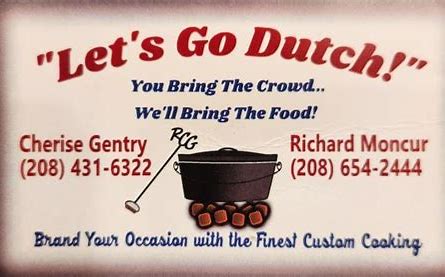 "Let's Go Dutch!"
You Bring The Crowd...
We'll Bring The Food!
Cherise Gentry
(208) 431-6322
RCG
Richard Moncur
(208) 654-2444
Brand Your Occasion with the Finest Custom Cooking